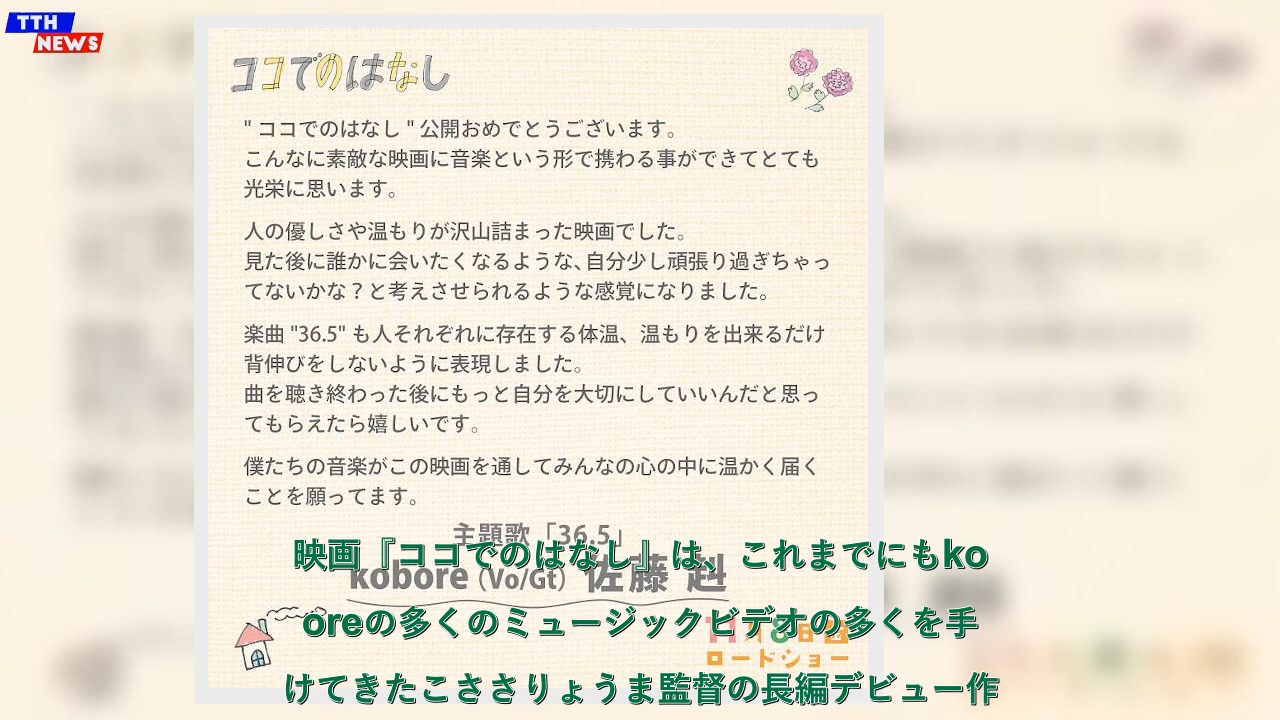 TTH
NEWS
ココでのはなし
" ココでのはなし " 公開おめでとうございます。
こんなに素敵な映画に音楽という形で携わる事ができてとても
光栄に思います。
人の優しさや温もりが沢山詰まった映画でした。
見た後に誰かに会いたくなるような、自分少し頑張り過ぎちゃっ
てないかな？と考えさせられるような感覚になりました。
楽曲 "36.5" も人それぞれに存在する体温、温もりを出来るだけ
背伸びをしないように表現しました。
曲を聴き終わった後にもっと自分を大切にしていいんだと思っ
てもらえたら嬉しいです。
僕たちの音楽がこの映画を通してみんなの心の中に温かく届く
ことを願ってます。
主題歌「36.5」
kobore (Vo/Gt) 佐藤 赳
ロードショー
映画『ココでのはなし』は、これまでにもko
oreの多くのミュージックビデオの多くを手
けてきたこささりょうま監督の長編デビュー作